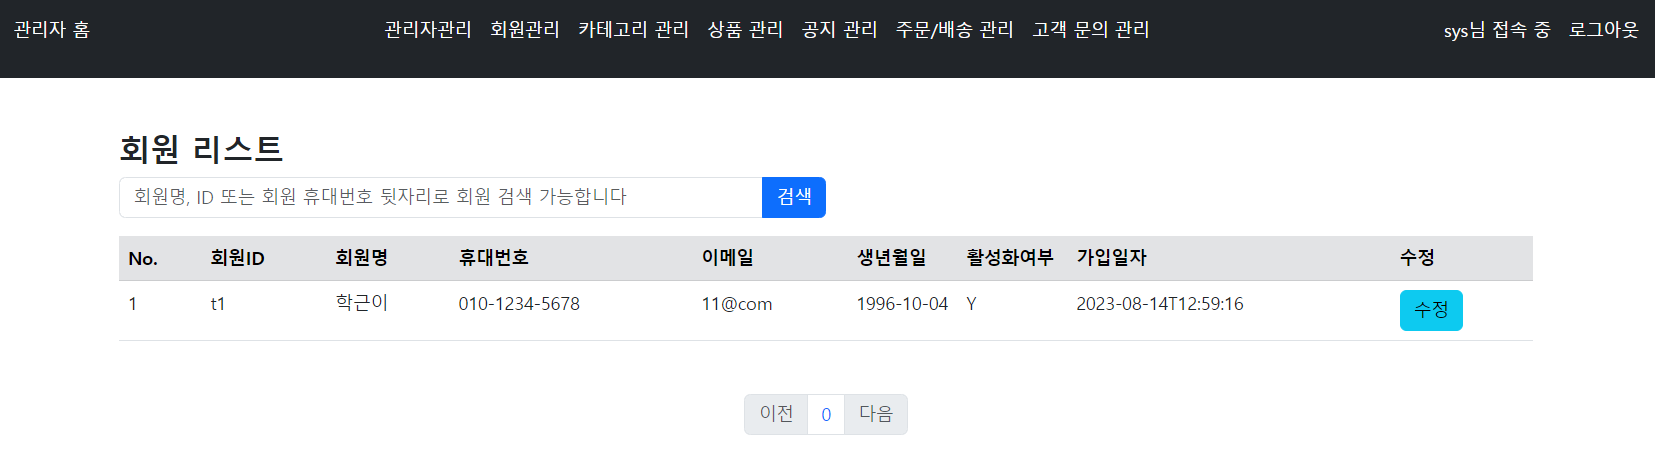 관리자 홈 관리자관리 회원관리 카테고리 관리 상품 관리 공지 관리 주문/배송 관리 고객 문의 관리 sys님 접속 중 로그아웃
회원 리스트
회원명, ID 또는 회원 휴대번호 뒷자리로 회원 검색 가능합니다 검색
No. 회원ID 회원명 휴대번호 이메일 생년월일 활성화여부 가입일자 수정
1 t1 학근이 010-1234-5678 11@com 1996-10-04 Y 2023-08-14T12:59:16 수정
이전 0 다음